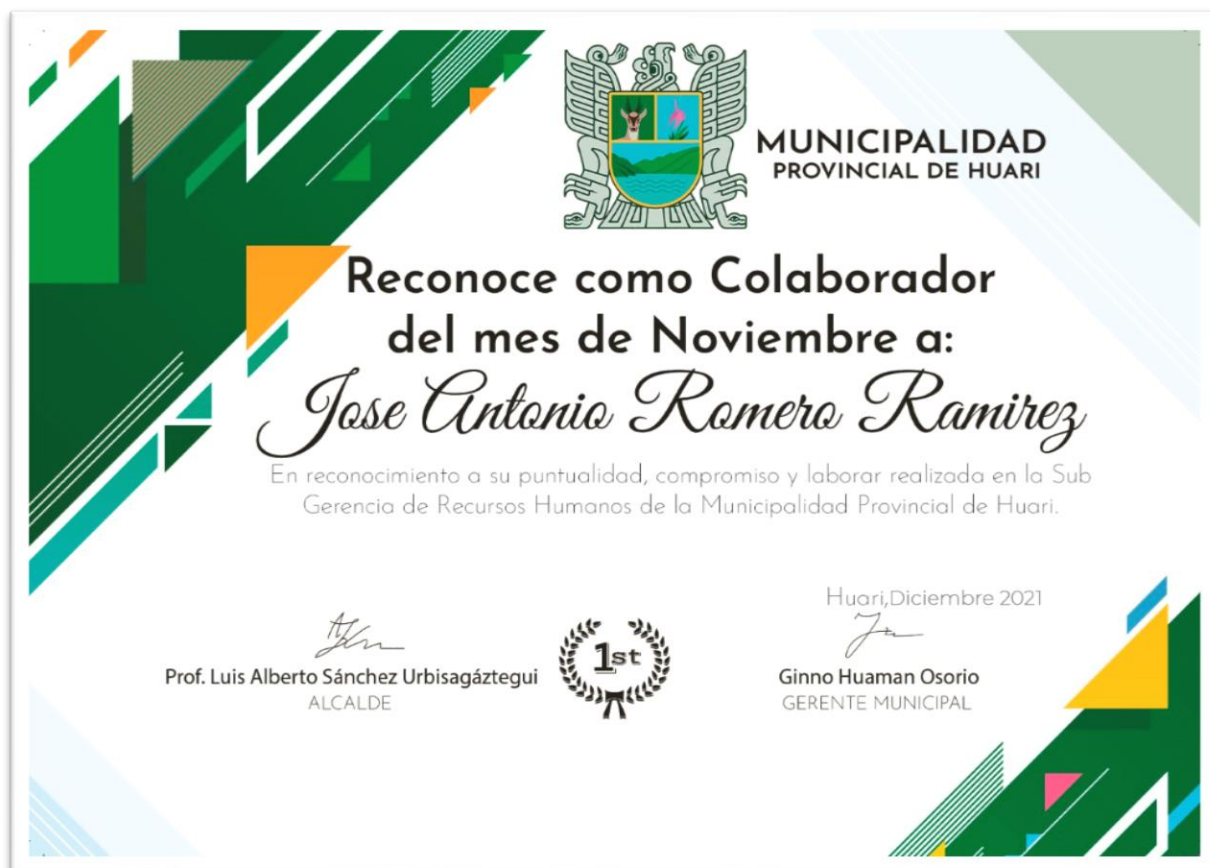 MUNICIPALIDAD
PROVINCIAL DE HUARI
Reconoce como Colaborador
del mes de Noviembre a:
Jose Antonio Romero Ramirez
En reconocimiento a su puntualidad, compromiso y laborar realizada en la Sub
Gerencia de Recursos Humanos de la Municipalidad Provincial de Huari.
Huari,Diciembre 2021
Prof. Luis Alberto Sánchez Urbisagáztegui
ALCALDE
1st
Ginno Huaman Osorio
GERENTE MUNICIPAL